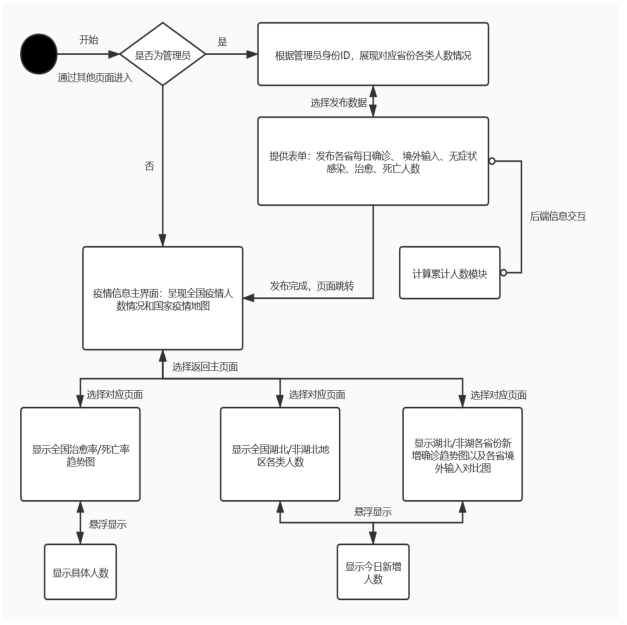 开始
是否为管理员
是
根据管理员身份ID，展现对应省份各类人数情况
通过其他页面进入
选择发布数据
提供表单：发布各省每日确诊、 境外输入、无症状
感染、治愈、死亡人数
否
后端信息交互
计算累计人数模块
疫情信息主界面：呈现全国疫情人
数情况和国家疫情地图
发布完成，页面跳转
选择返回主页面
选择对应页面
选择对应页面
选择对应页面
显示全国治愈率/死亡率
趋势图
显示全国湖北/非湖北地
区各类人数
显示湖北/非湖各省份新
增确诊趋势图以及各省境
外输入对比图
悬浮显示
悬浮显示
显示具体人数
显示今日新增
人数